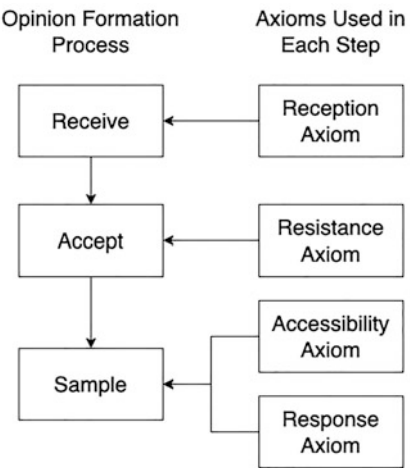 Opinion Formation
Process
Axioms Used in
Each Step
Receive
Reception
Axiom
Accept
Resistance
Axiom
Accessibility
Axiom
Sample
Response
Axiom